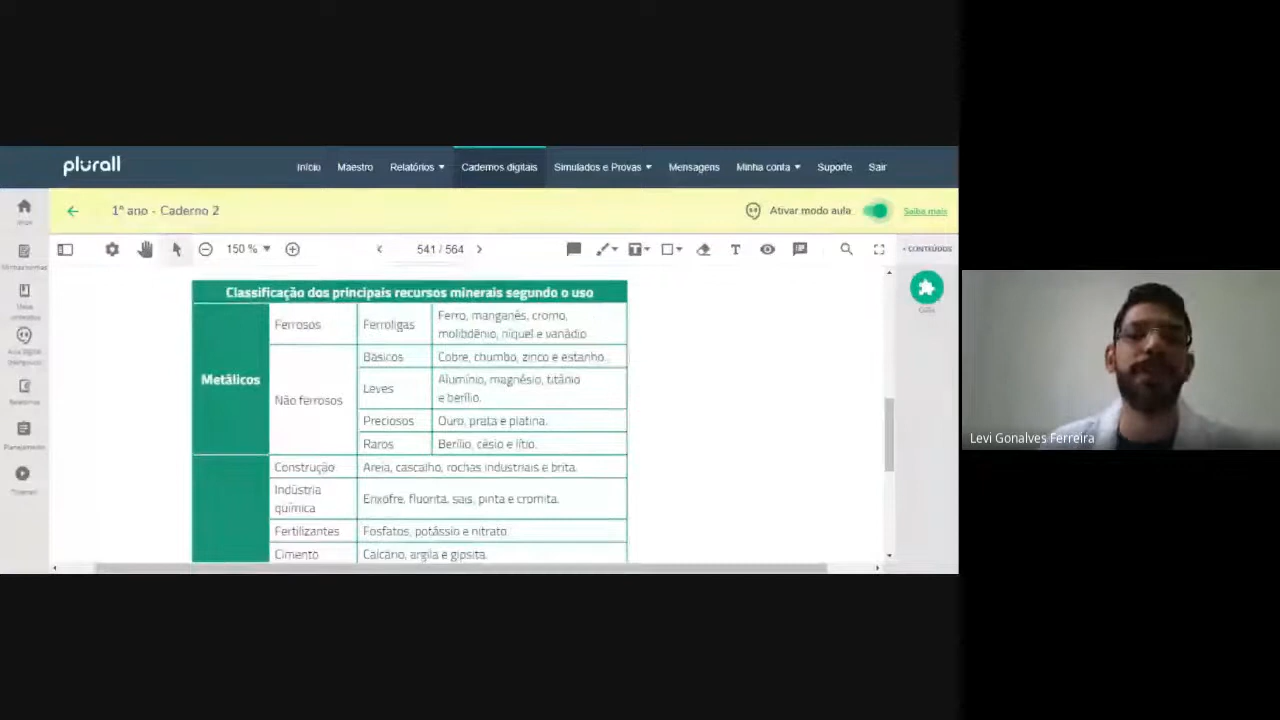 plurall
Início
Maestro
Relatórios
Cadernos digitais
Simulados e Provas
Mensagens
Minha conta
Suporte
Sair
1º ano - Caderno 2
Ativar modo aula
Saiba mais
150 %
541 / 564
CONTEÚDOS
Classificação dos principais recursos minerais segundo o uso
Metálicos
Ferrosos
Ferroligas
Ferro, manganês, cromo,
molibdênio, níquel e vanádio.
Não ferrosos
Básicos
Cobre, chumbo, zinco e estanho.
Leves
Alumínio, magnésio, titânio
e berílio.
Preciosos
Ouro, prata e platina.
Raros
Berílio, césio e lítio.
Construção
Areia, cascalho, rochas industriais e brita.
Indústria
química
Enxofre, fluorita, sais, pirita e cromita.
Fertilizantes
Fosfatos, potássio e nitrato.
Cimento
Calcário, argila e gipsita.
Levi Gonalves Ferreira